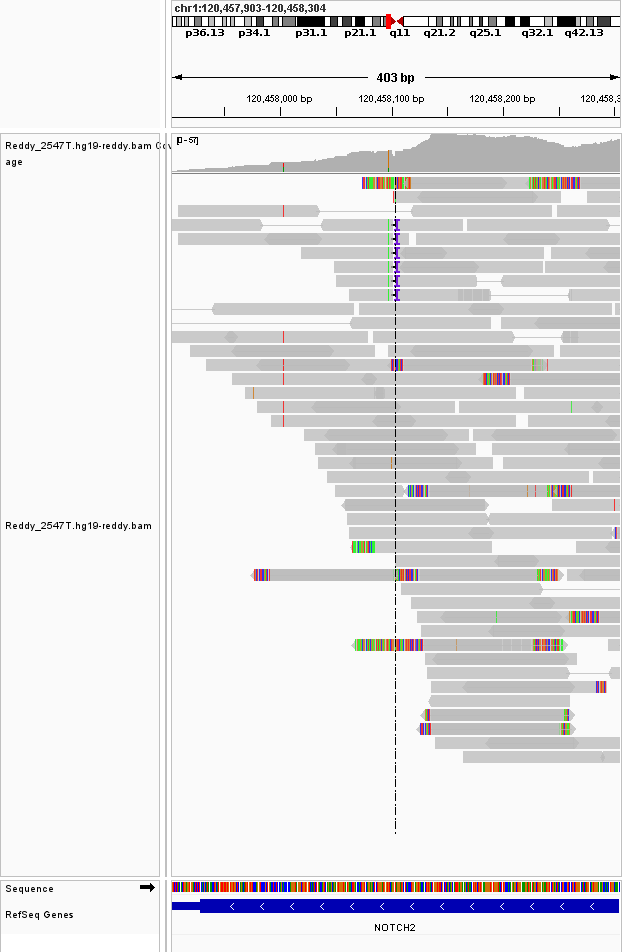 chr1:120,457,903-120,458,304
p36.13 p34.1 p31.1 p21.1 q11 q21.2 q25.1 q32.1 q42.13
403 bp
120,458,000 bp 120,458,100 bp 120,458,200 bp 120,458,3
Reddy_2547T.hg19-reddy.bam Cov
age
[0-57]
Reddy_2547T.hg19-reddy.bam
Sequence
RefSeq Genes
NOTCH2